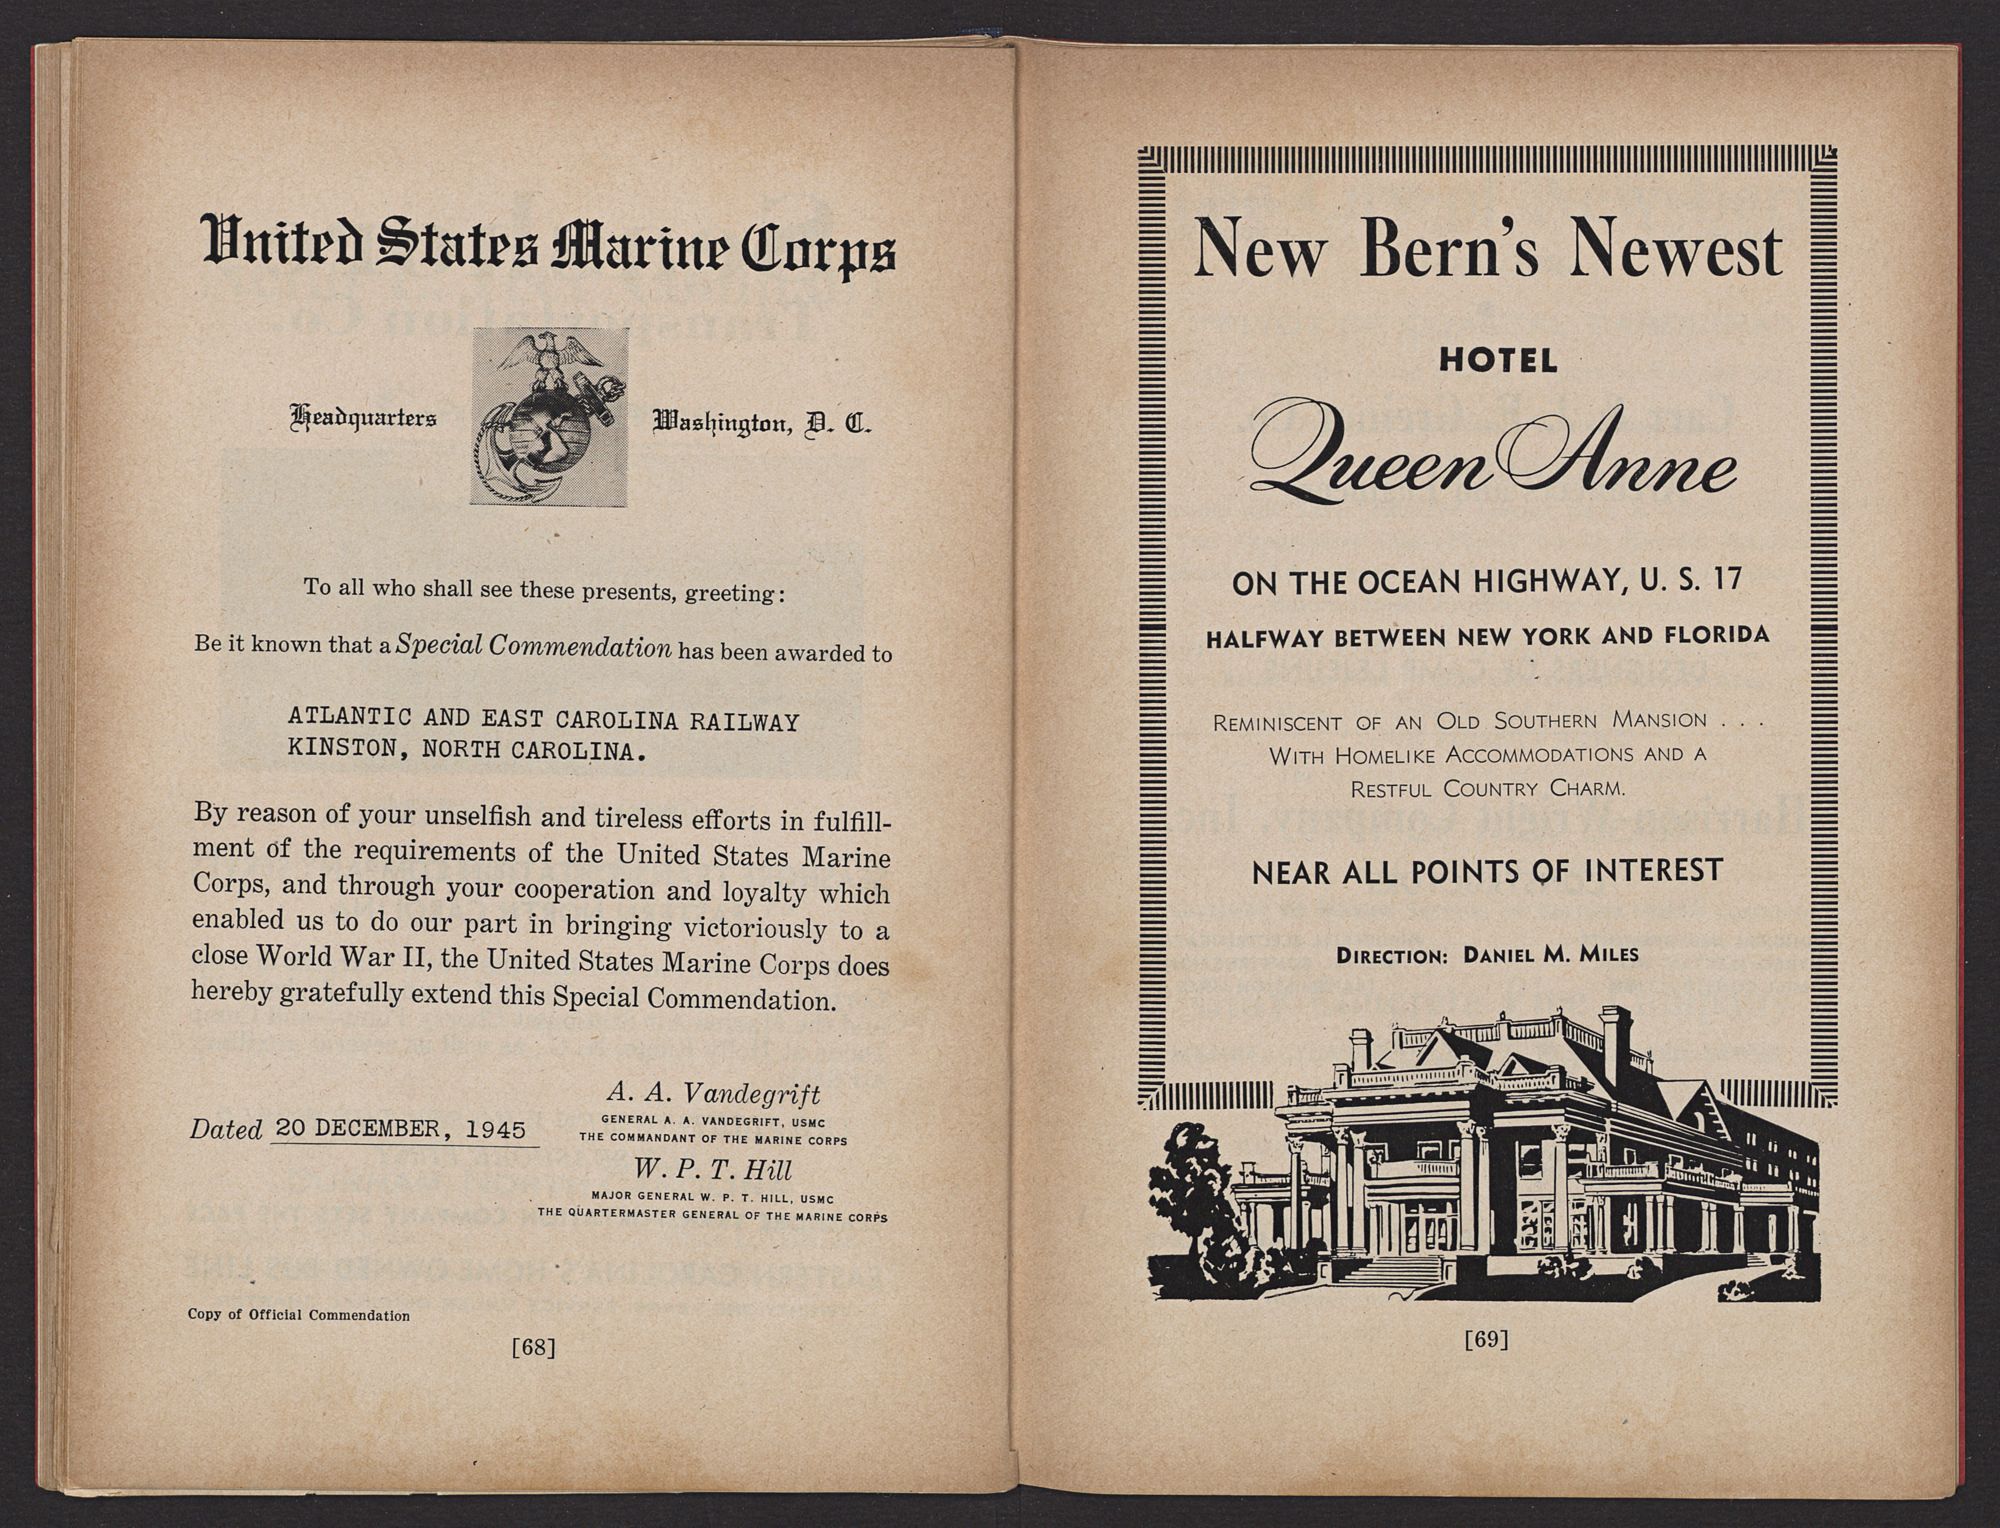 United States Marine Corps
Headquarters Washington, D. C.
To all who shall see these presents, greeting:
Be it known that a Special Commendation has been awarded to
ATLANTIC AND EAST CAROLINA RAILWAY
KINSTON, NORTH CAROLINA.
By reason of your unselfish and tireless efforts in fulfill-
ment of the requirements of the United States Marine
Corps, and through your cooperation and loyalty which
enabled us to do our part in bringing victoriously to a
close World War II, the United States Marine Corps does
hereby gratefully extend this Special Commendation.
Dated 20 DECEMBER, 1945
A. A. Vandegrift
GENERAL A. A. VANDEGRIFT, USMC
THE COMMANDANT OF THE MARINE CORPS
W. P. T. Hill
MAJOR GENERAL W. P. T. HILL, USMC
THE QUARTERMASTER GENERAL OF THE MARINE CORPS
Copy of Official Commendation
[68]
New Bern's Newest
HOTEL
Queen Anne
ON THE OCEAN HIGHWAY, U. S. 17
HALFWAY BETWEEN NEW YORK AND FLORIDA
REMINISCENT OF AN OLD SOUTHERN MANSION . . .
WITH HOMELIKE ACCOMMODATIONS AND A
RESTFUL COUNTRY CHARM.
NEAR ALL POINTS OF INTEREST
DIRECTION: DANIEL M. MILES
[69]